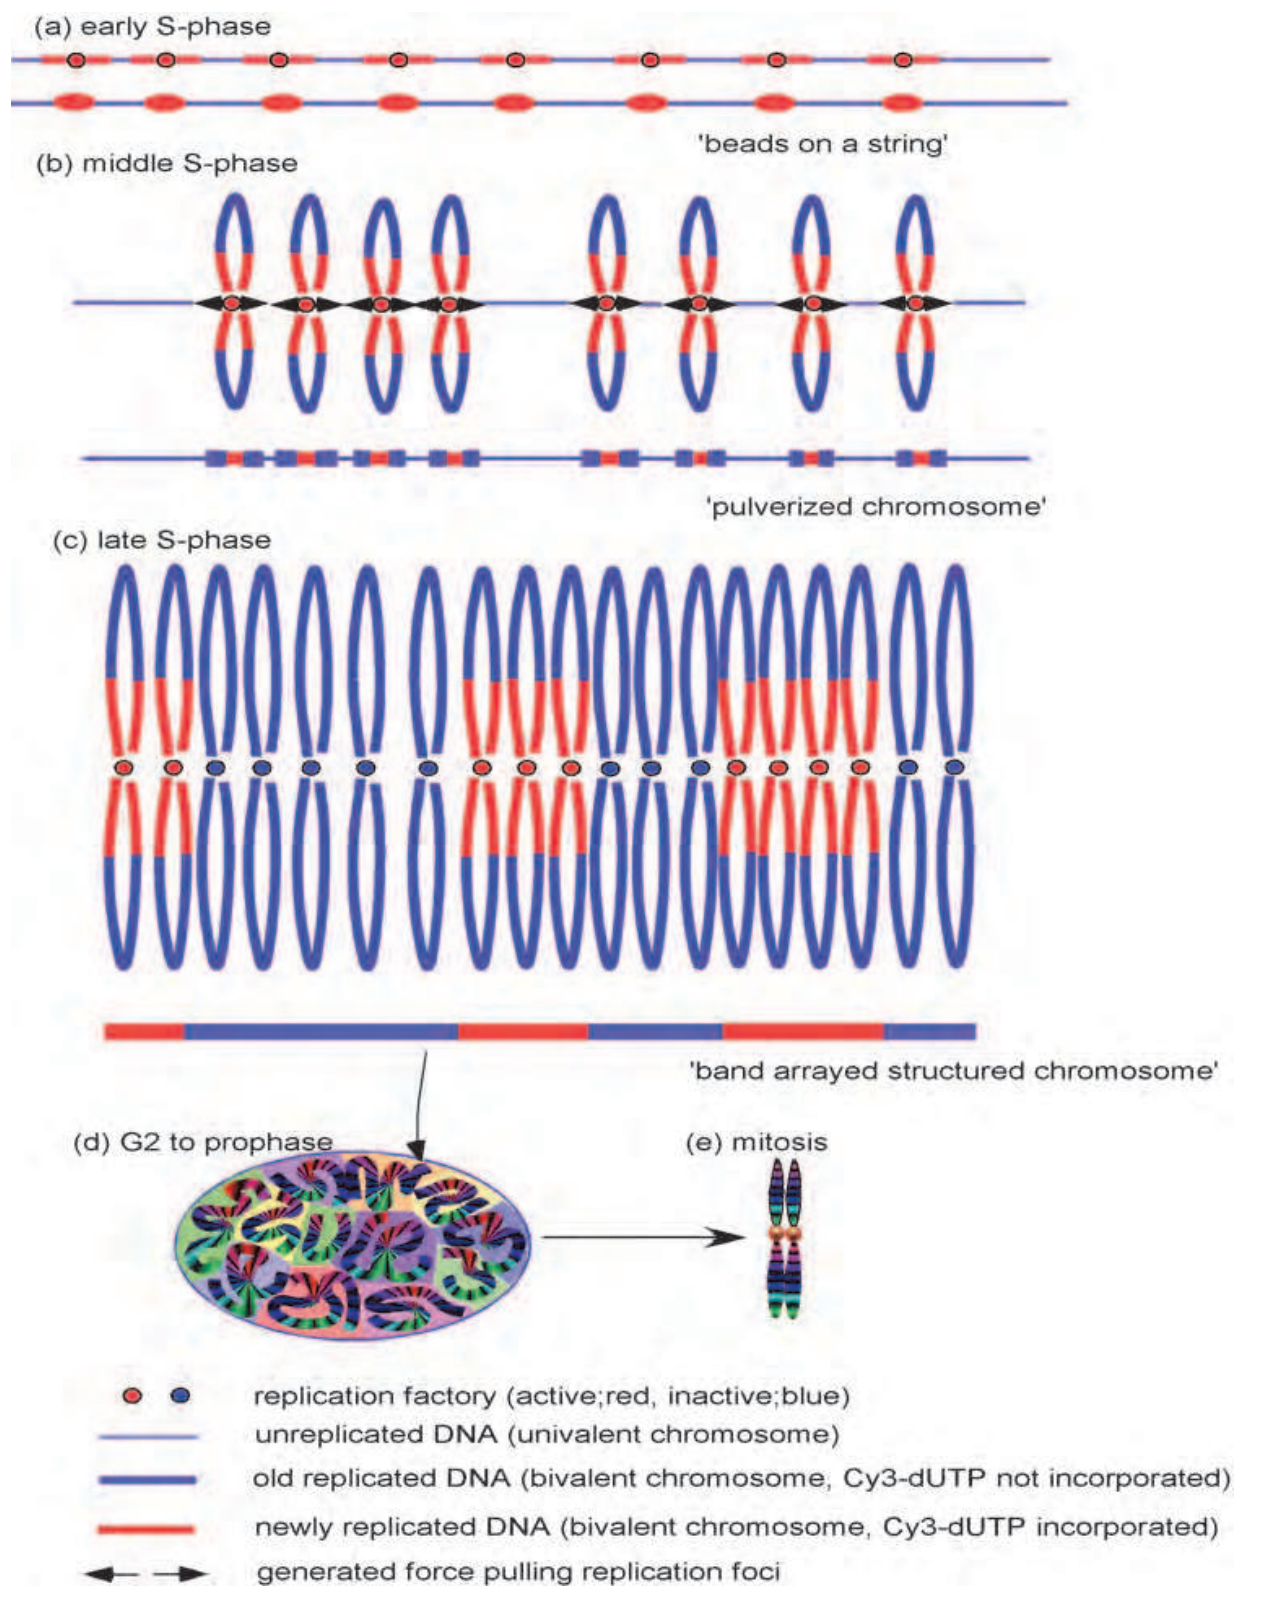 (a) early S-phase
'beads on a string'
(b) middle S-phase
'pulverized chromosome'
(c) late S-phase
'band arrayed structured chromosome'
(d) G2 to prophase
(e) mitosis
replication factory (active;red, inactive;blue)
unreplicated DNA (univalent chromosome)
old replicated DNA (bivalent chromosome, Cy3-dUTP not incorporated)
newly replicated DNA (bivalent chromosome, Cy3-dUTP incorporated)
generated force pulling replication foci